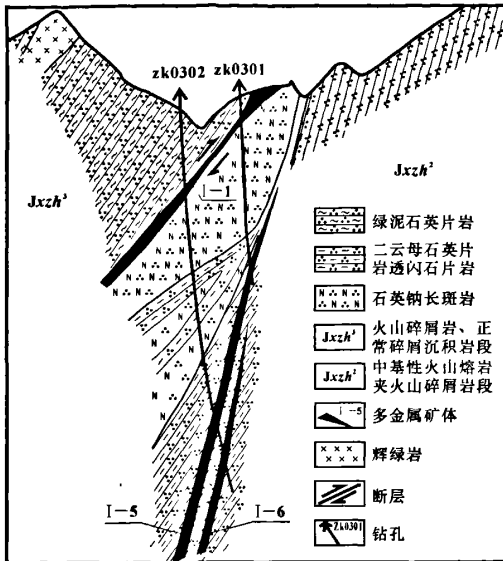 zk0302 zk0301
I-1
Jxzh³
Jxzh²
绿泥石英片岩
二云母石英片
岩透闪石片岩
N N 石英钠长斑岩
Jxzh³ 火山碎屑岩、正
常碎屑沉积岩段
Jxzh² 中基性火山熔岩
夹火山碎屑岩段
I-5 多金属矿体
辉绿岩
断层
Zk0301 钻孔
I-5 I-6